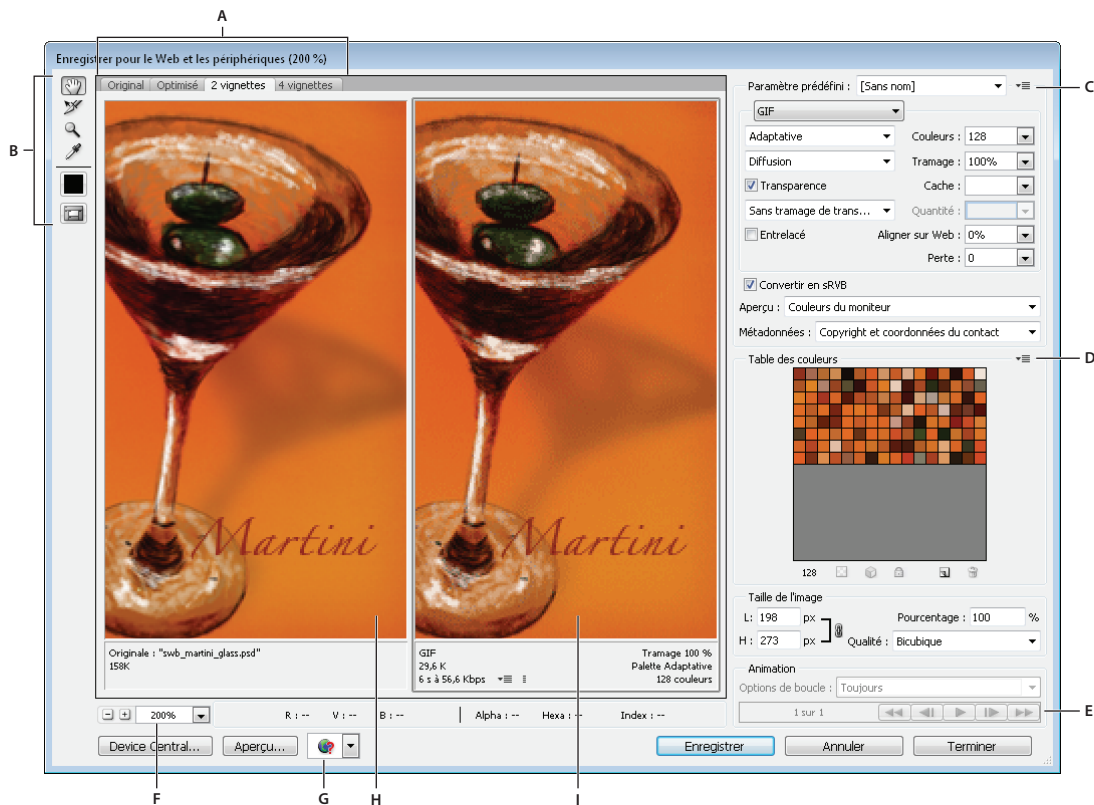 A
Enregistrer pour le Web et les périphériques (200 %)
B
Original Optimisé 2 vignettes 4 vignettes
Paramètre prédéfini : [Sans nom]
C
GIF
Adaptative Couleurs : 128
Diffusion Tramage : 100%
Transparence Cache :
Sans tramage de trans... Quantité :
Entrelacé Aligner sur Web : 0%
Perte : 0
Convertir en sRVB
Aperçu : Couleurs du moniteur
Métadonnées : Copyright et coordonnées du contact
Table des couleurs
D
128
Martini
Martini
Taille de l'image
L: 198 px Pourcentage : 100 %
H : 273 px Qualité : Bicubique
Originale : "swb_martini_glass.psd"
158K
GIF Tramage 100 %
29,6 K Palette Adaptative
6 s à 56,6 Kbps 128 couleurs
Animation
Options de boucle : Toujours
1 sur 1
E
200% R : -- V : -- B : -- Alpha : -- Hexa : -- Index : --
Device Central... Aperçu... Enregistrer Annuler Terminer
F G H I